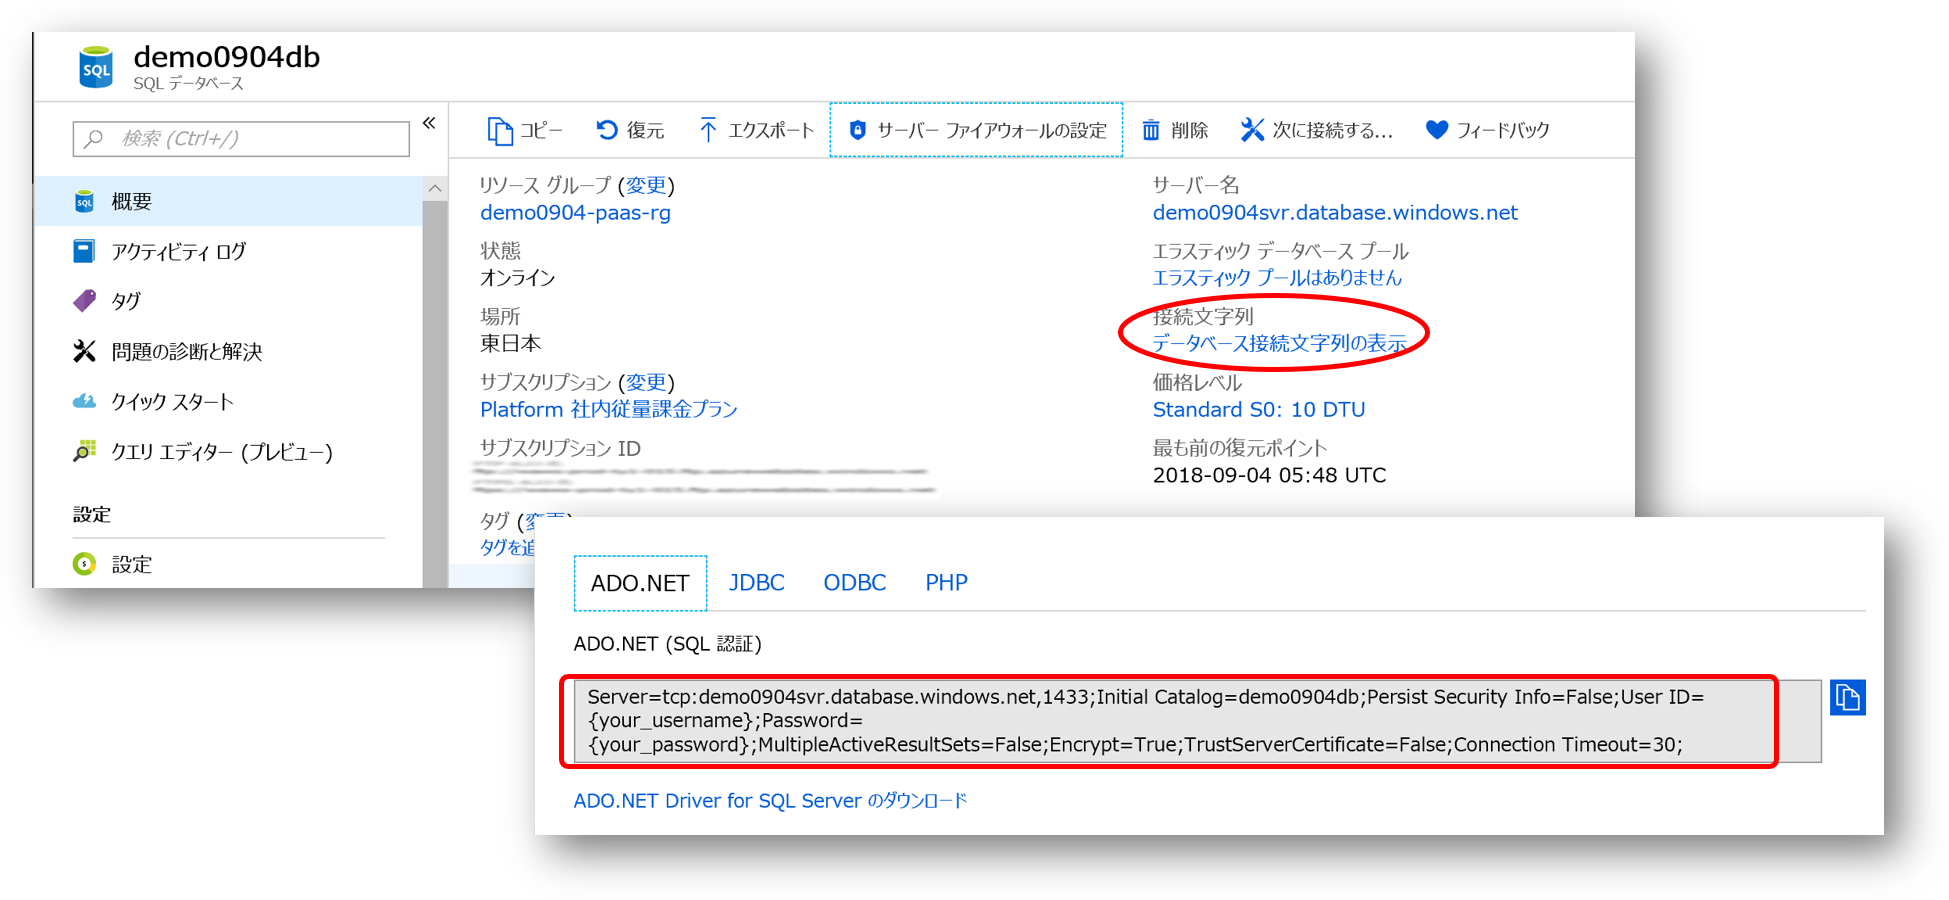 SQL
demo0904db
SQL データベース
検索 (Ctrl+/)
«
コピー
復元
エクスポート
サーバー ファイアウォールの設定
削除
次に接続する...
フィードバック
SQL
概要
アクティビティ ログ
タグ
問題の診断と解決
クイック スタート
クエリ エディター (プレビュー)
設定
設定
リソース グループ (変更)
demo0904-paas-rg
状態
オンライン
場所
東日本
サブスクリプション (変更)
Platform 社内従量課金プラン
サブスクリプション ID
タグ (変更)
タグを追
サーバー名
demo0904svr.database.windows.net
エラスティック データベース プール
エラスティック プールはありません
接続文字列
データベース接続文字列の表示
価格レベル
Standard S0: 10 DTU
最も前の復元ポイント
2018-09-04 05:48 UTC
ADO.NET
JDBC
ODBC
PHP
ADO.NET (SQL 認証)
Server=tcp:demo0904svr.database.windows.net,1433;Initial Catalog=demo0904db;Persist Security Info=False;User ID=
{your_username};Password=
{your_password};MultipleActiveResultSets=False;Encrypt=True;TrustServerCertificate=False;Connection Timeout=30;
ADO.NET Driver for SQL Server のダウンロード